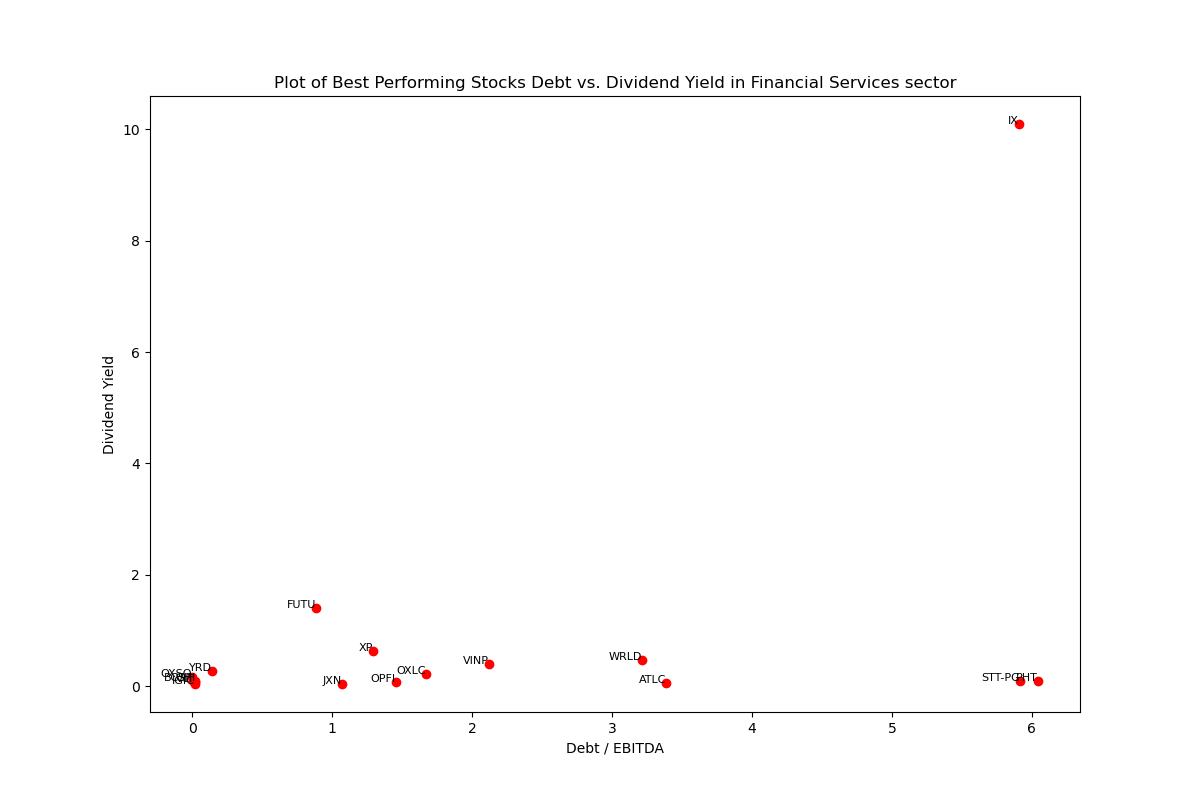 Plot of Best Performing Stocks Debt vs. Dividend Yield in Financial Services sector
10
8
6
4
2
0
Dividend Yield
IX
FUTU
XP
WRLD
VINP
YRD
OXLC
OXSQ
STT-PG
PHT
OPFI
ATLC
JXN
0
1
2
3
4
5
6
Debt / EBITDA